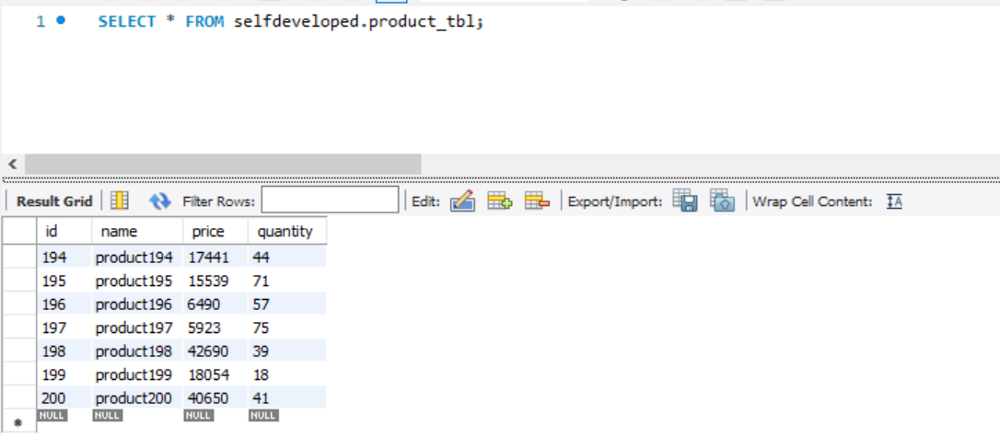 1 SELECT * FROM selfdeveloped.product_tbl;
Result Grid Filter Rows: Edit: Export/Import: Wrap Cell Content: IA
id name price quantity
194 product194 17441 44
195 product195 15539 71
196 product196 6490 57
197 product197 5923 75
198 product198 42690 39
199 product199 18054 18
200 product200 40650 41
NULL NULL NULL NULL